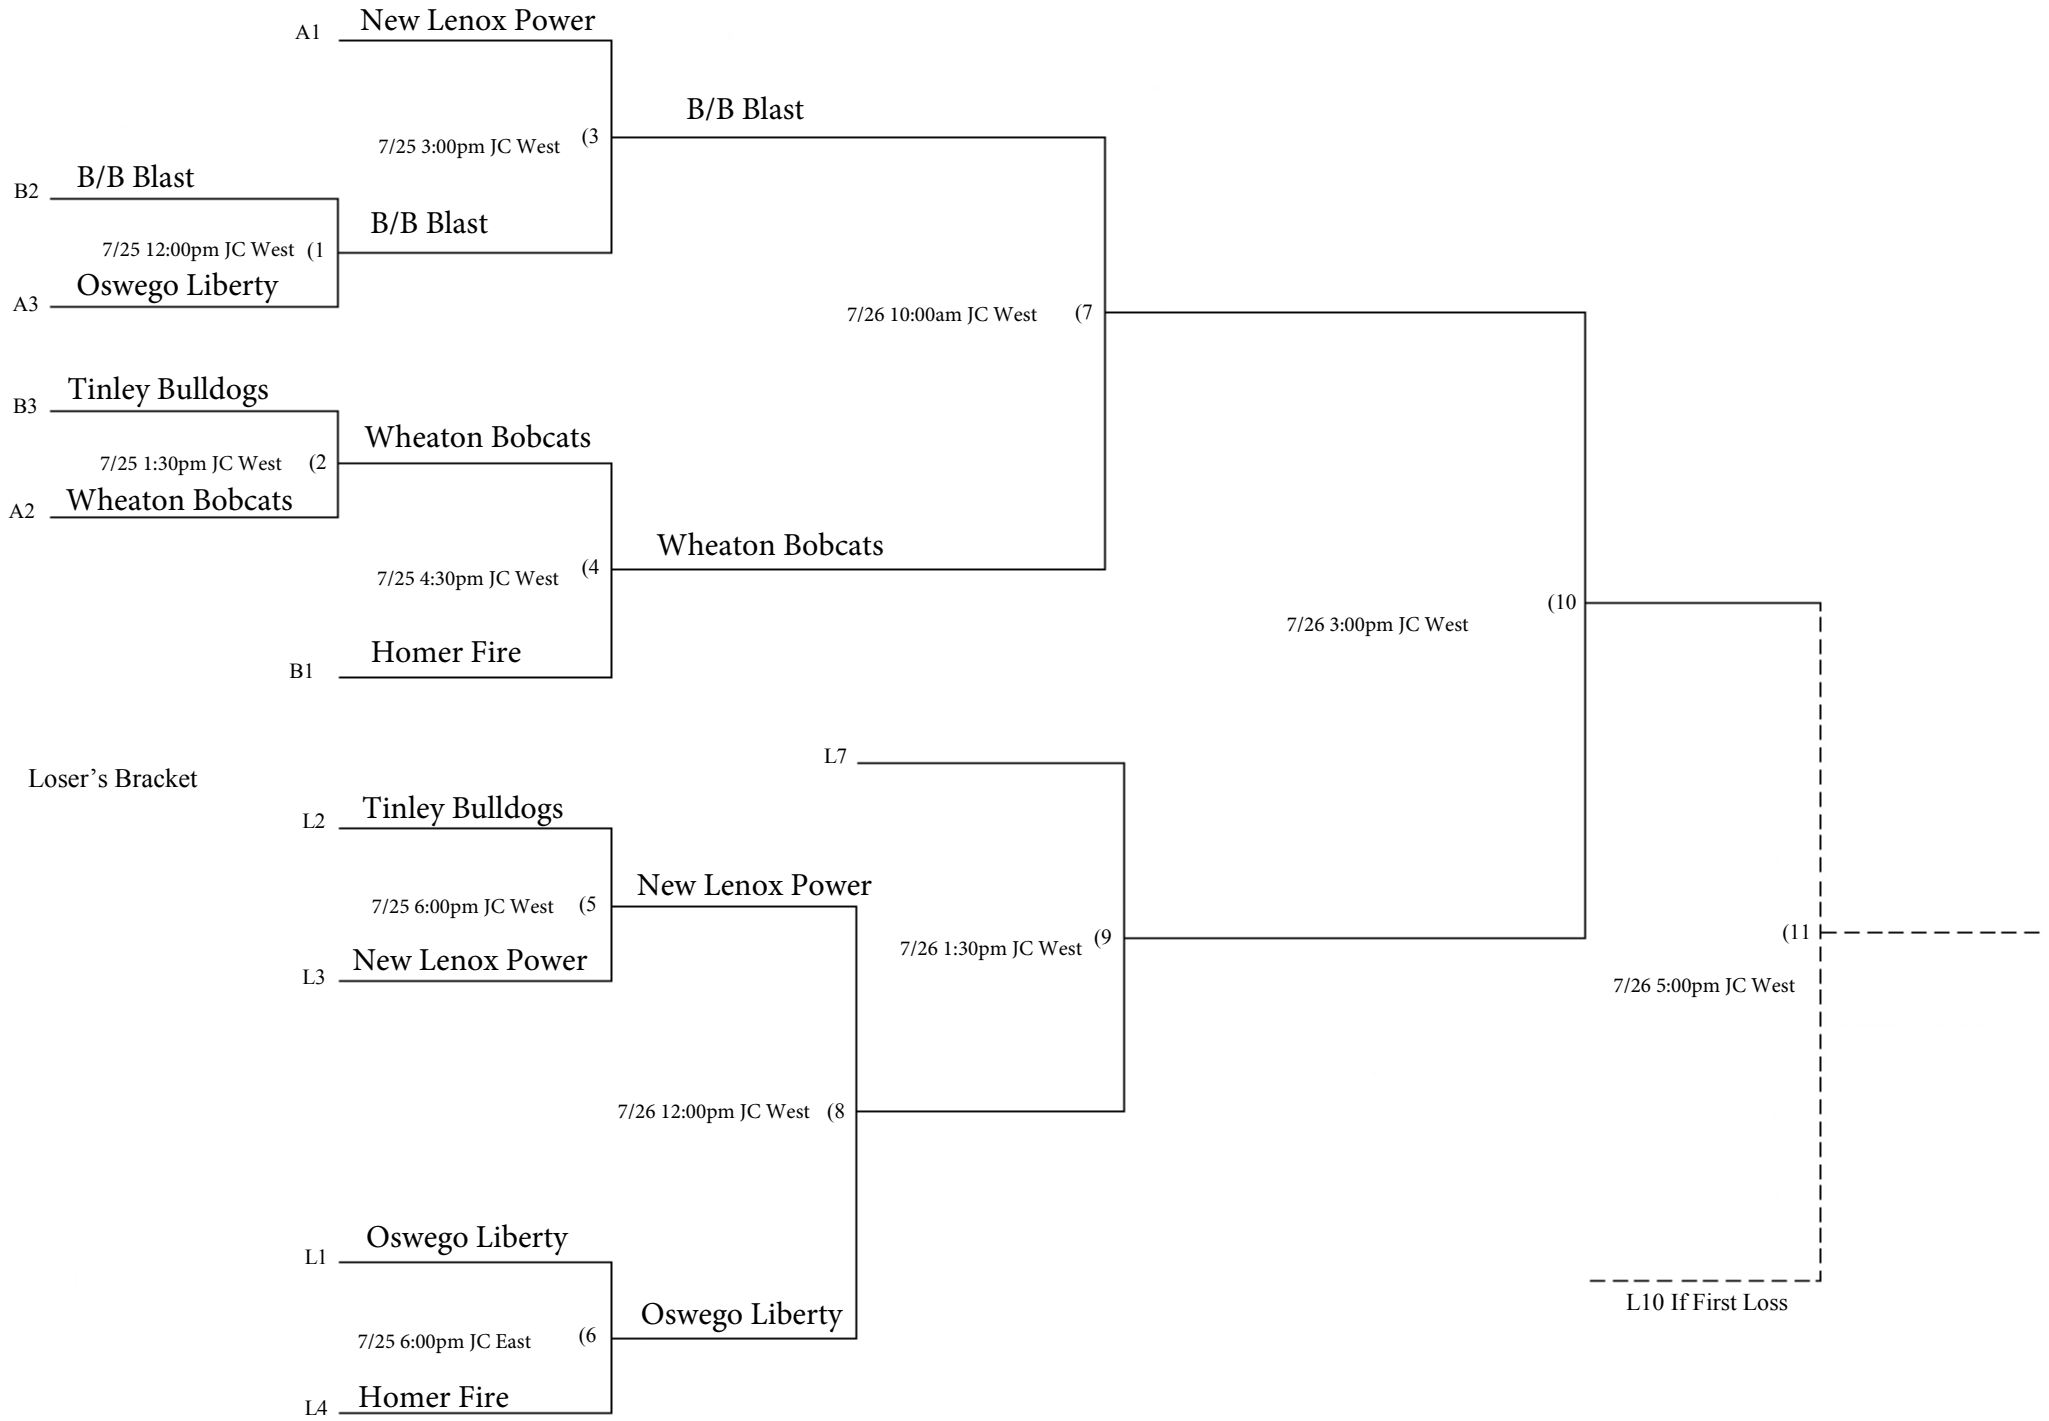 A1
New Lenox Power
7/25 3:00pm JC West
(3
B/B Blast
B2
B/B Blast
7/25 12:00pm JC West
(1
B/B Blast
A3
Oswego Liberty
7/26 10:00am JC West
(7
B3
Tinley Bulldogs
7/25 1:30pm JC West
(2
Wheaton Bobcats
A2
Wheaton Bobcats
7/25 4:30pm JC West
(4
Wheaton Bobcats
B1
Homer Fire
7/26 3:00pm JC West
(10
Loser’s Bracket
L7
L2
Tinley Bulldogs
7/25 6:00pm JC West
(5
New Lenox Power
L3
New Lenox Power
7/26 1:30pm JC West
(9
(11
7/26 5:00pm JC West
7/26 12:00pm JC West
(8
L1
Oswego Liberty
7/25 6:00pm JC East
(6
Oswego Liberty
L10 If First Loss
L4
Homer Fire